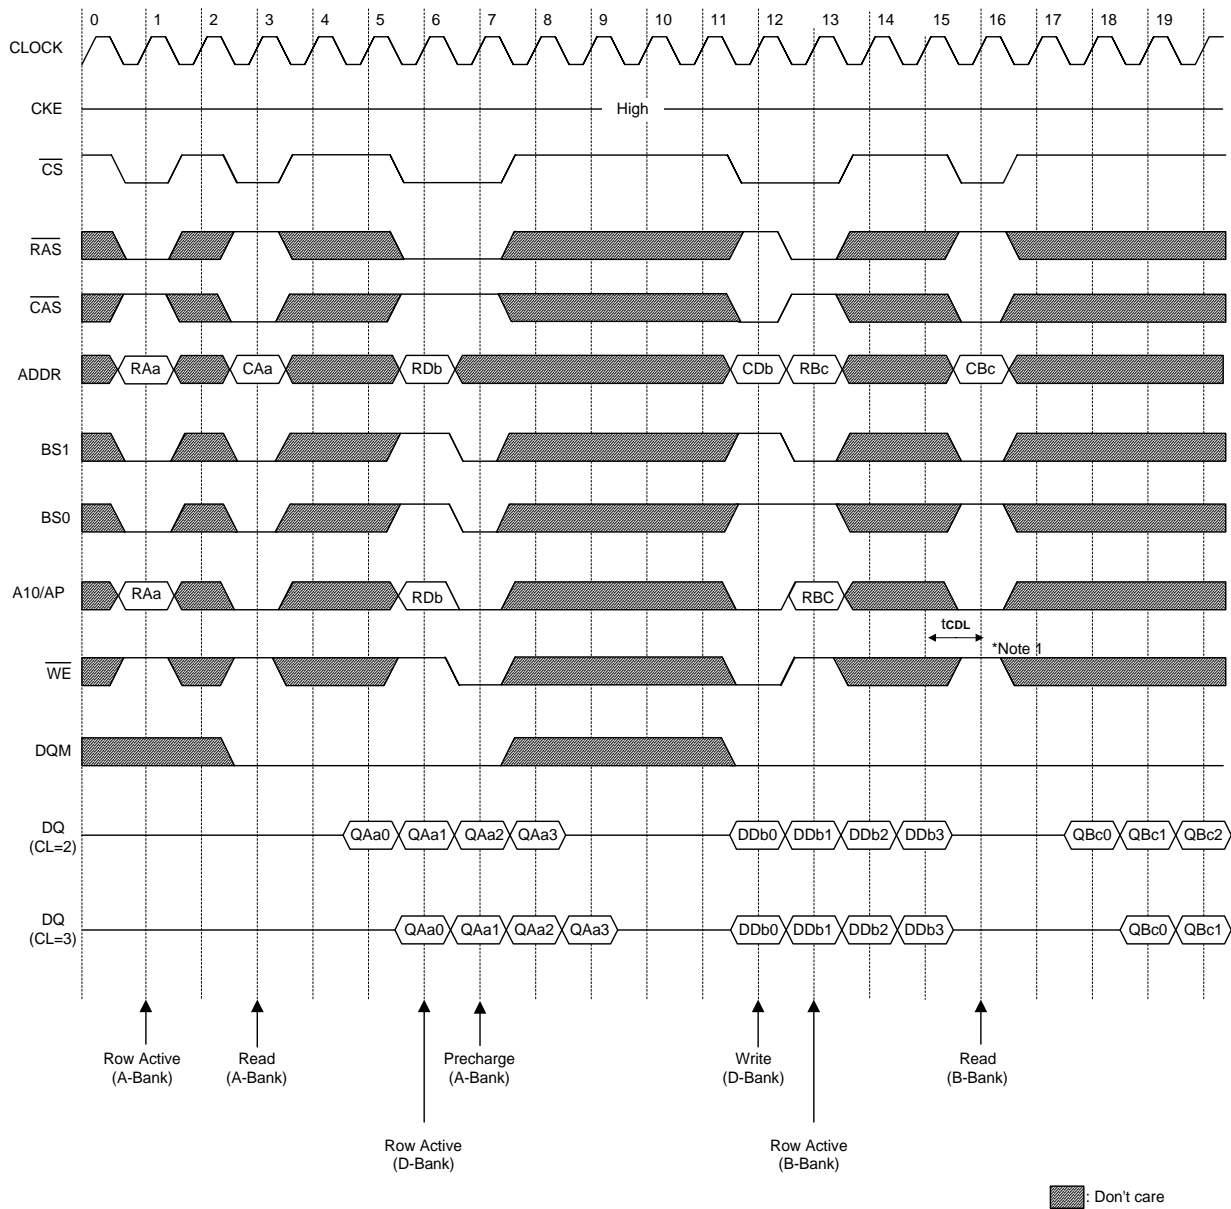 0 1 2 3 4 5 6 7 8 9 10 11 12 13 14 15 16 17 18 19
CLOCK
CKE High
CS
RAS
CAS
ADDR RAa CAa RDb CDb RBc CBc
BS1
BS0
A10/AP RAa RDb RBC
tCDL
*Note 1
WE
DQM
DQ
(CL=2) QAa0 QAa1 QAa2 QAa3 DDb0 DDb1 DDb2 DDb3 QBc0 QBc1 QBc2
DQ
(CL=3) QAa0 QAa1 QAa2 QAa3 DDb0 DDb1 DDb2 DDb3 QBc0 QBc1
Row Active
(A-Bank)
Read
(A-Bank)
Precharge
(A-Bank)
Write
(D-Bank)
Read
(B-Bank)
Row Active
(D-Bank)
Row Active
(B-Bank)
: Don't care